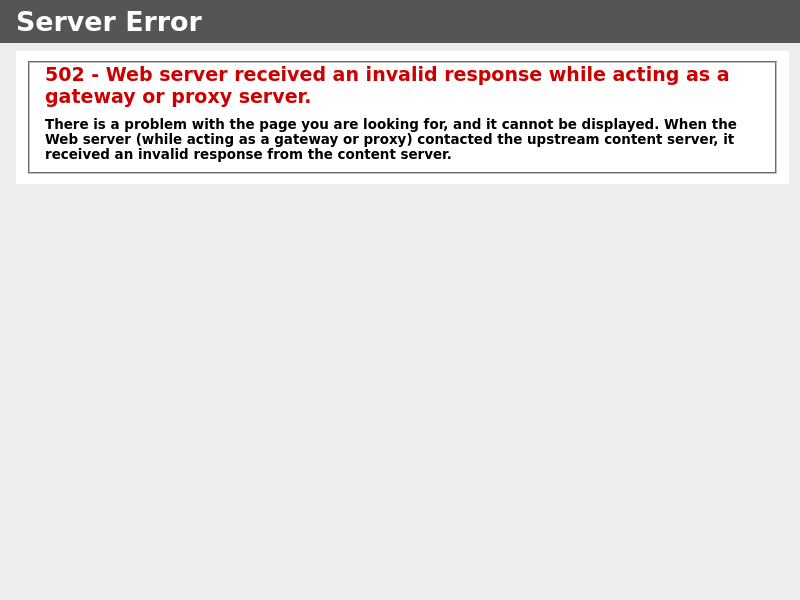 Server Error
502 - Web server received an invalid response while acting as a
gateway or proxy server.
There is a problem with the page you are looking for, and it cannot be displayed. When the
Web server (while acting as a gateway or proxy) contacted the upstream content server, it
received an invalid response from the content server.